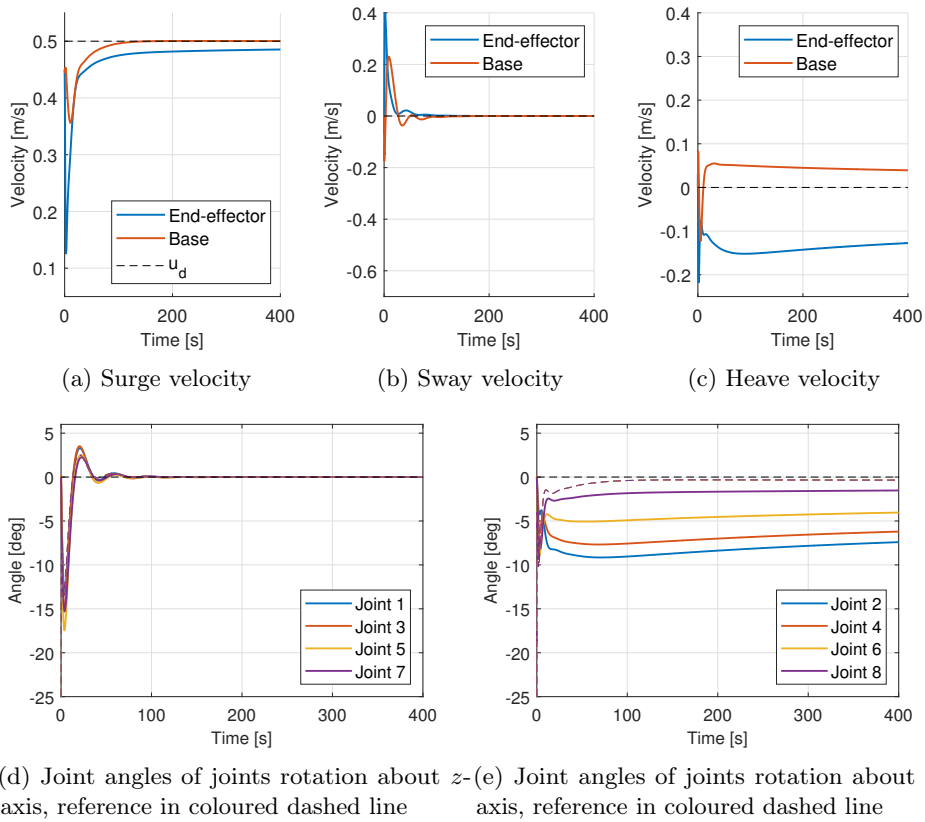 0.5
0.4
0.3
0.2
0.1
Velocity [m/s]
End-effector
Base
u_d
0 200 400
Time [s]
0.4
0.2
0
-0.2
-0.4
-0.6
Velocity [m/s]
End-effector
Base
0 200 400
Time [s]
0.4
0.3
0.2
0.1
0
-0.1
-0.2
Velocity [m/s]
End-effector
Base
0 200 400
Time [s]
(a) Surge velocity
(b) Sway velocity
(c) Heave velocity
5
0
-5
-10
-15
-20
-25
Angle [deg]
Joint 1
Joint 3
Joint 5
Joint 7
0 100 200 300 400
Time [s]
5
0
-5
-10
-15
-20
-25
Angle [deg]
Joint 2
Joint 4
Joint 6
Joint 8
0 100 200 300 400
Time [s]
(d) Joint angles of joints rotation about z-
axis, reference in coloured dashed line
(e) Joint angles of joints rotation about
axis, reference in coloured dashed line